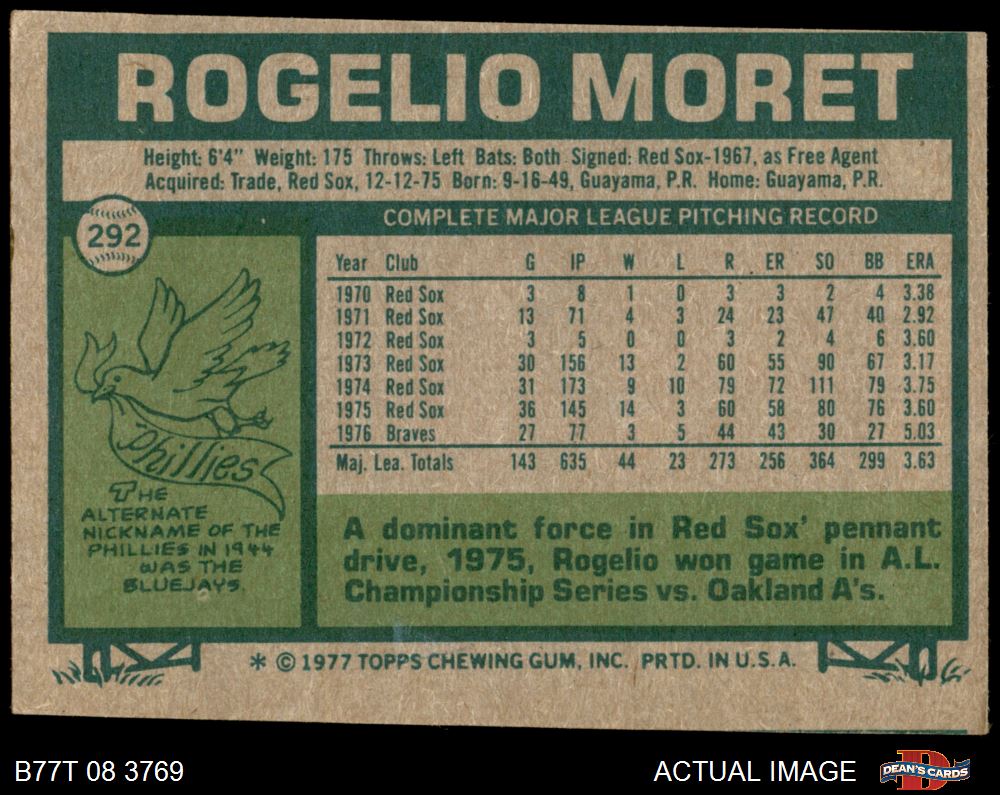 ROGELIO MORET
Height: 6'4" Weight: 175 Throws: Left Bats: Both Signed: Red Sox-1967, as Free Agent
Acquired: Trade, Red Sox, 12-12-75 Born: 9-16-49, Guayama, P.R. Home: Guayama, P.R.
292
COMPLETE MAJOR LEAGUE PITCHING RECORD
Year Club G IP W L R ER SO BB ERA
1970 Red Sox 3 8 1 0 3 3 2 4 3.38
1971 Red Sox 13 71 4 3 24 23 47 40 2.92
1972 Red Sox 3 5 0 0 3 2 4 6 3.60
1973 Red Sox 30 156 13 2 60 55 90 67 3.17
1974 Red Sox 31 173 9 10 79 72 111 79 3.75
1975 Red Sox 36 145 14 3 60 58 80 76 3.60
1976 Braves 27 77 3 5 44 43 30 27 5.03
Maj. Lea. Totals 143 635 44 23 273 256 364 299 3.63
Phillies
THE
ALTERNATE
NICKNAME OF THE
PHILLIES IN 1944
WAS THE
BLUEJAYS.
A dominant force in Red Sox' pennant
drive, 1975, Rogelio won game in A.L.
Championship Series vs. Oakland A's.
* © 1977 TOPPS CHEWING GUM, INC. PRTD. IN U.S.A.
B77T 08 3769
ACTUAL IMAGE
D
DEAN'S CARDS